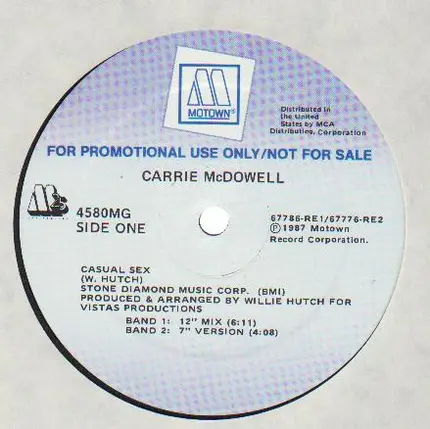 MOTOWN®
Distributed in
the United
States by MCA
Distributing Corporation
FOR PROMOTIONAL USE ONLY/NOT FOR SALE
CARRIE McDOWELL
4580MG
SIDE ONE
67786-RE1/67776-RE2
Ⓟ1987 Motown
Record Corporation.
CASUAL SEX
(W. HUTCH)
STONE DIAMOND MUSIC CORP. (BMI)
PRODUCED & ARRANGED BY WILLIE HUTCH FOR
VISTAS PRODUCTIONS
BAND 1: 12" MIX (6:11)
BAND 2: 7" VERSION (4:08)